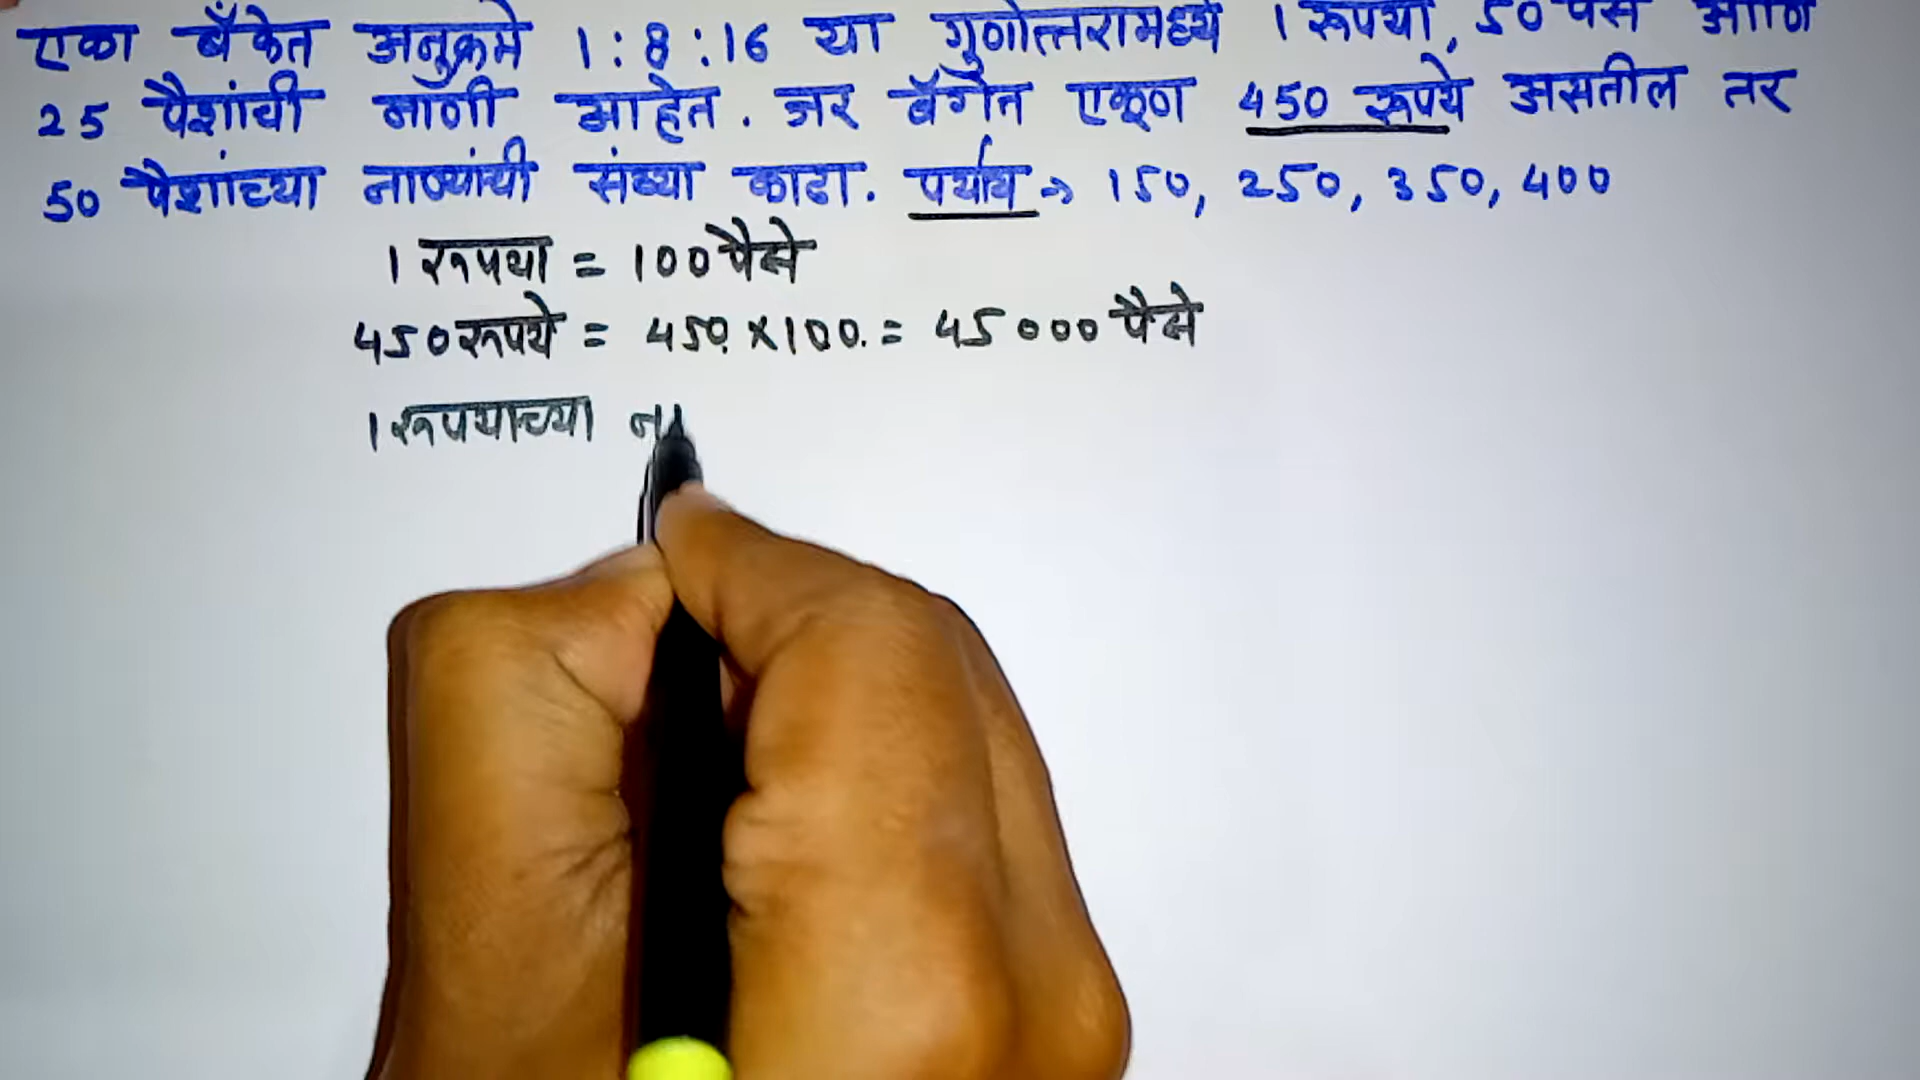 एका बँकेत अनुक्रमे 1:8:16 या गुणोत्तरामध्ये 1 रूपया, 50 पैसे आणि
25 पैशांची नाणी आहेत. जर बॅगेत एकूण 450 रूपये असतील तर
50 पैशांच्या नाण्यांची संख्या काढा. पर्याय → 150, 250, 350, 400
1 रूपया = 100 पैसे
450 रूपये = 450 × 100 = 45000 पैसे
1 रूपयाच्या ना